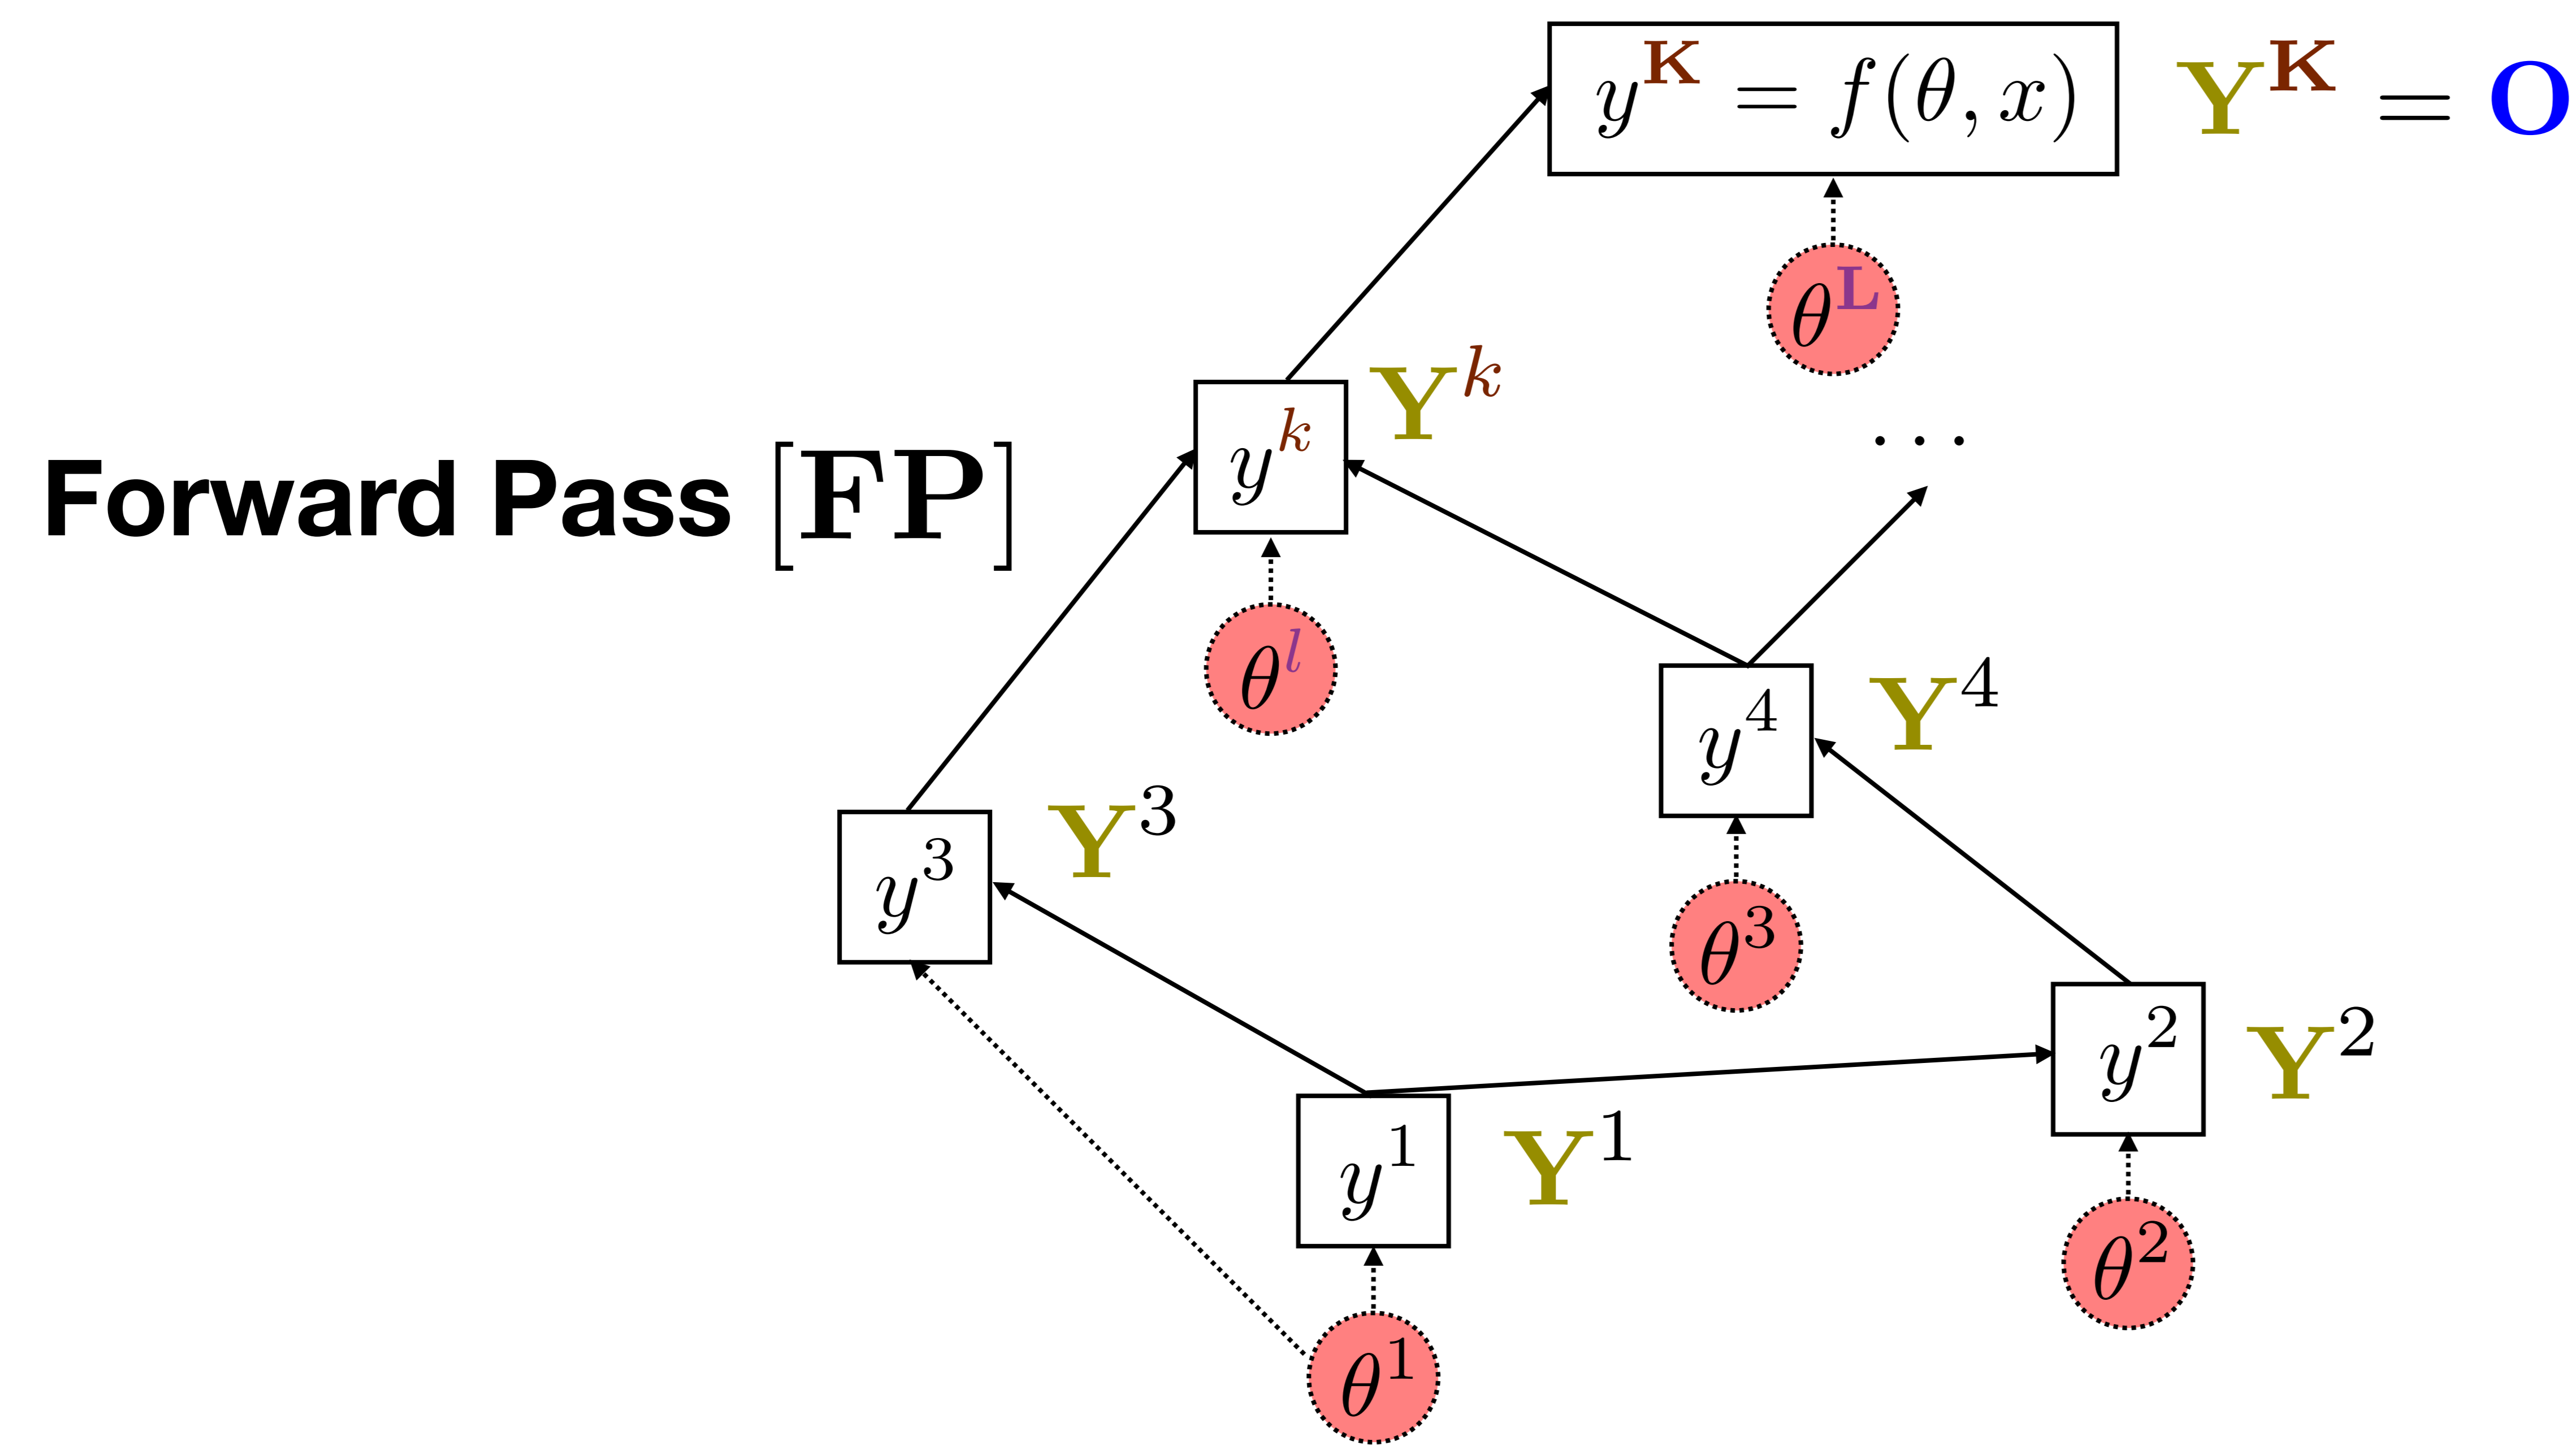 y^K = f(θ, x) Y^K = O
θ^L
y^k Y^k
...
Forward Pass [FP]
θ^l
y^4 Y^4
y^3 Y^3
θ^3
y^2 Y^2
y^1 Y^1
θ^2
θ^1